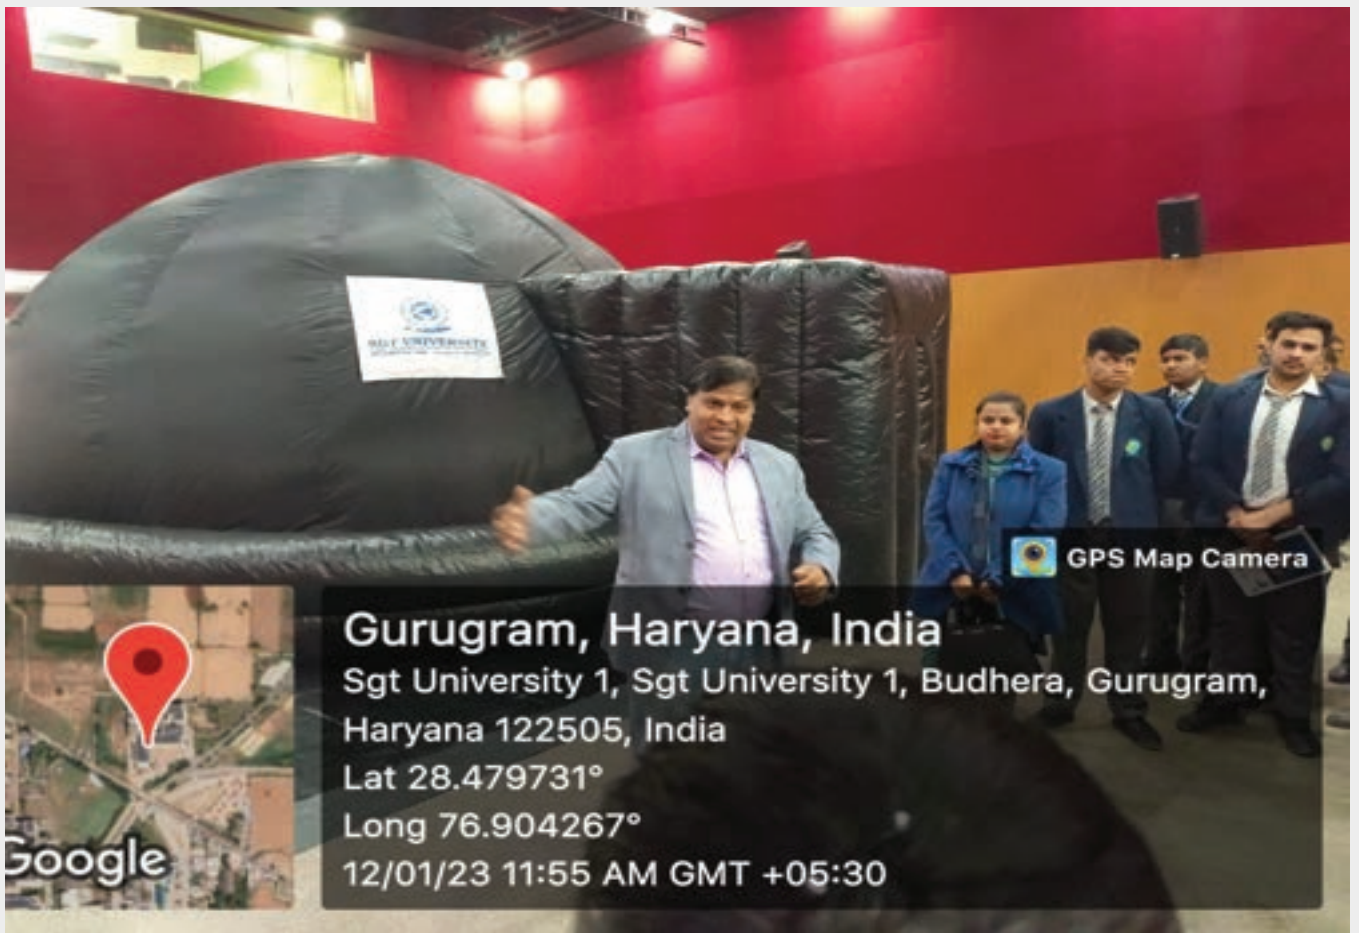 SGT UNIVERSITY
GPS Map Camera
Gurugram, Haryana, India
Sgt University 1, Sgt University 1, Budhera, Gurugram,
Haryana 122505, India
Lat 28.479731°
Long 76.904267°
12/01/23 11:55 AM GMT +05:30
Google